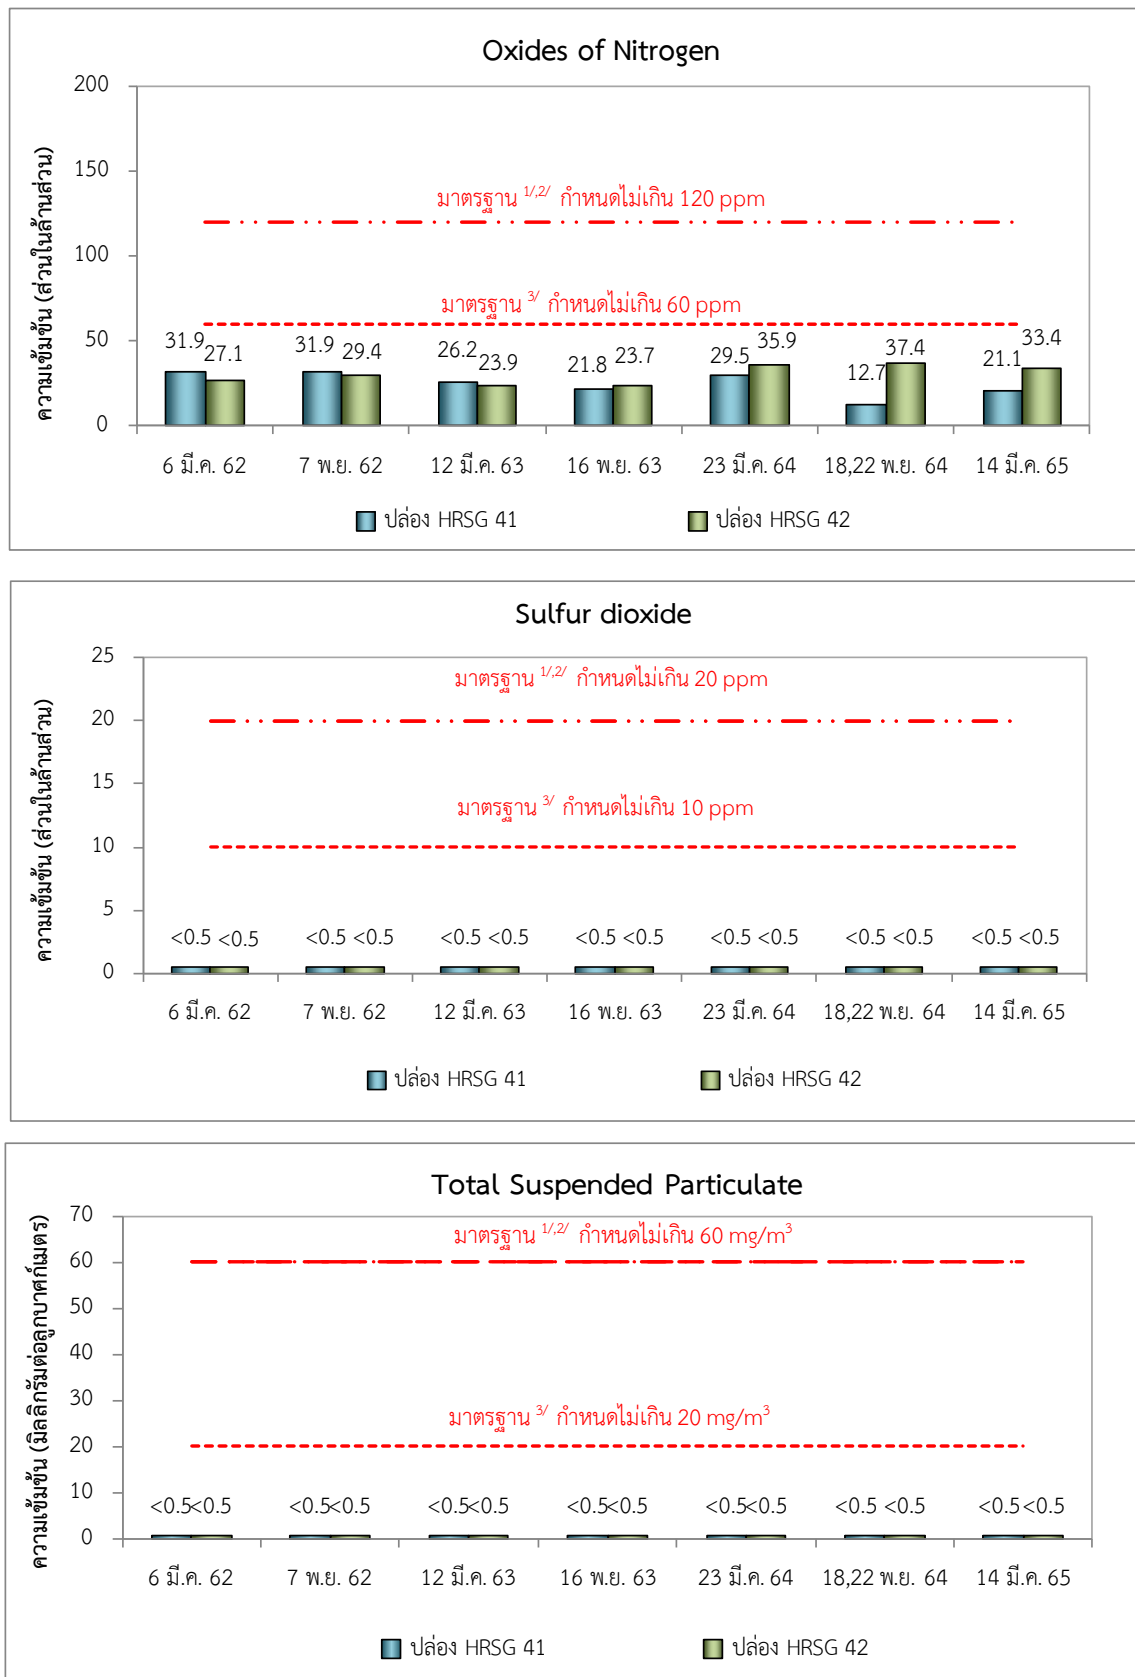 Oxides of Nitrogen
ความเข้มข้น (ส่วนในล้านส่วน)
200
150
100
50
0
มาตรฐาน 1/,2/ กำหนดไม่เกิน 120 ppm
มาตรฐาน 3/ กำหนดไม่เกิน 60 ppm
31.9 27.1 31.9 29.4 26.2 23.9 21.8 23.7 29.5 35.9 12.7 37.4 21.1 33.4
6 มี.ค. 62 7 พ.ย. 62 12 มี.ค. 63 16 พ.ย. 63 23 มี.ค. 64 18,22 พ.ย. 64 14 มี.ค. 65
ปล่อง HRSG 41 ปล่อง HRSG 42
Sulfur dioxide
ความเข้มข้น (ส่วนในล้านส่วน)
25
20
15
10
5
0
มาตรฐาน 1/,2/ กำหนดไม่เกิน 20 ppm
มาตรฐาน 3/ กำหนดไม่เกิน 10 ppm
<0.5 <0.5 <0.5 <0.5 <0.5 <0.5 <0.5 <0.5 <0.5 <0.5 <0.5 <0.5 <0.5 <0.5
6 มี.ค. 62 7 พ.ย. 62 12 มี.ค. 63 16 พ.ย. 63 23 มี.ค. 64 18,22 พ.ย. 64 14 มี.ค. 65
ปล่อง HRSG 41 ปล่อง HRSG 42
Total Suspended Particulate
ความเข้มข้น (มิลลิกรัมต่อลูกบาศก์เมตร)
70
60
50
40
30
20
10
0
มาตรฐาน 1/,2/ กำหนดไม่เกิน 60 mg/m³
มาตรฐาน 3/ กำหนดไม่เกิน 20 mg/m³
<0.5 <0.5 <0.5 <0.5 <0.5 <0.5 <0.5 <0.5 <0.5 <0.5 <0.5 <0.5 <0.5 <0.5
6 มี.ค. 62 7 พ.ย. 62 12 มี.ค. 63 16 พ.ย. 63 23 มี.ค. 64 18,22 พ.ย. 64 14 มี.ค. 65
ปล่อง HRSG 41 ปล่อง HRSG 42